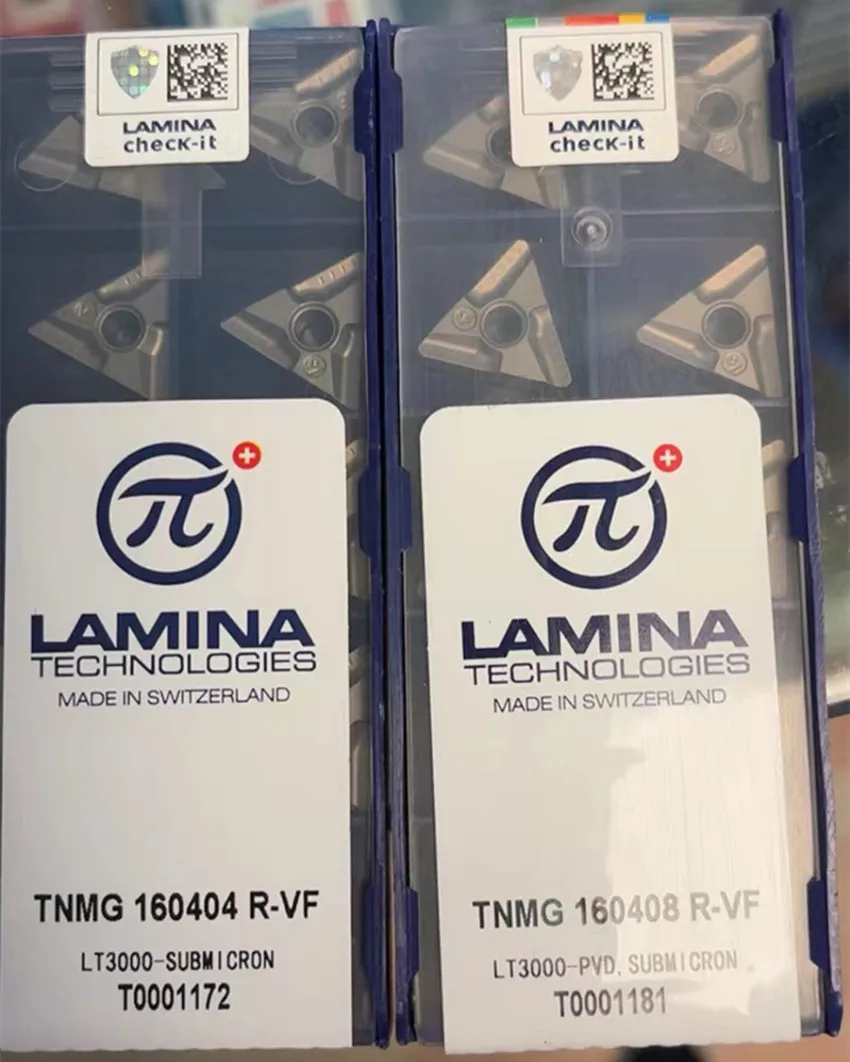 LAMINA
checK-it
LAMINA
checK-it
π
LAMINA
TECHNOLOGIES
MADE IN SWITZERLAND
TNMG 160404 R-VF
LT3000-SUBMICRON
T0001172
π
LAMINA
TECHNOLOGIES
MADE IN SWITZERLAND
TNMG 160408 R-VF
LT3000-PVD, SUBMICRON
T0001181